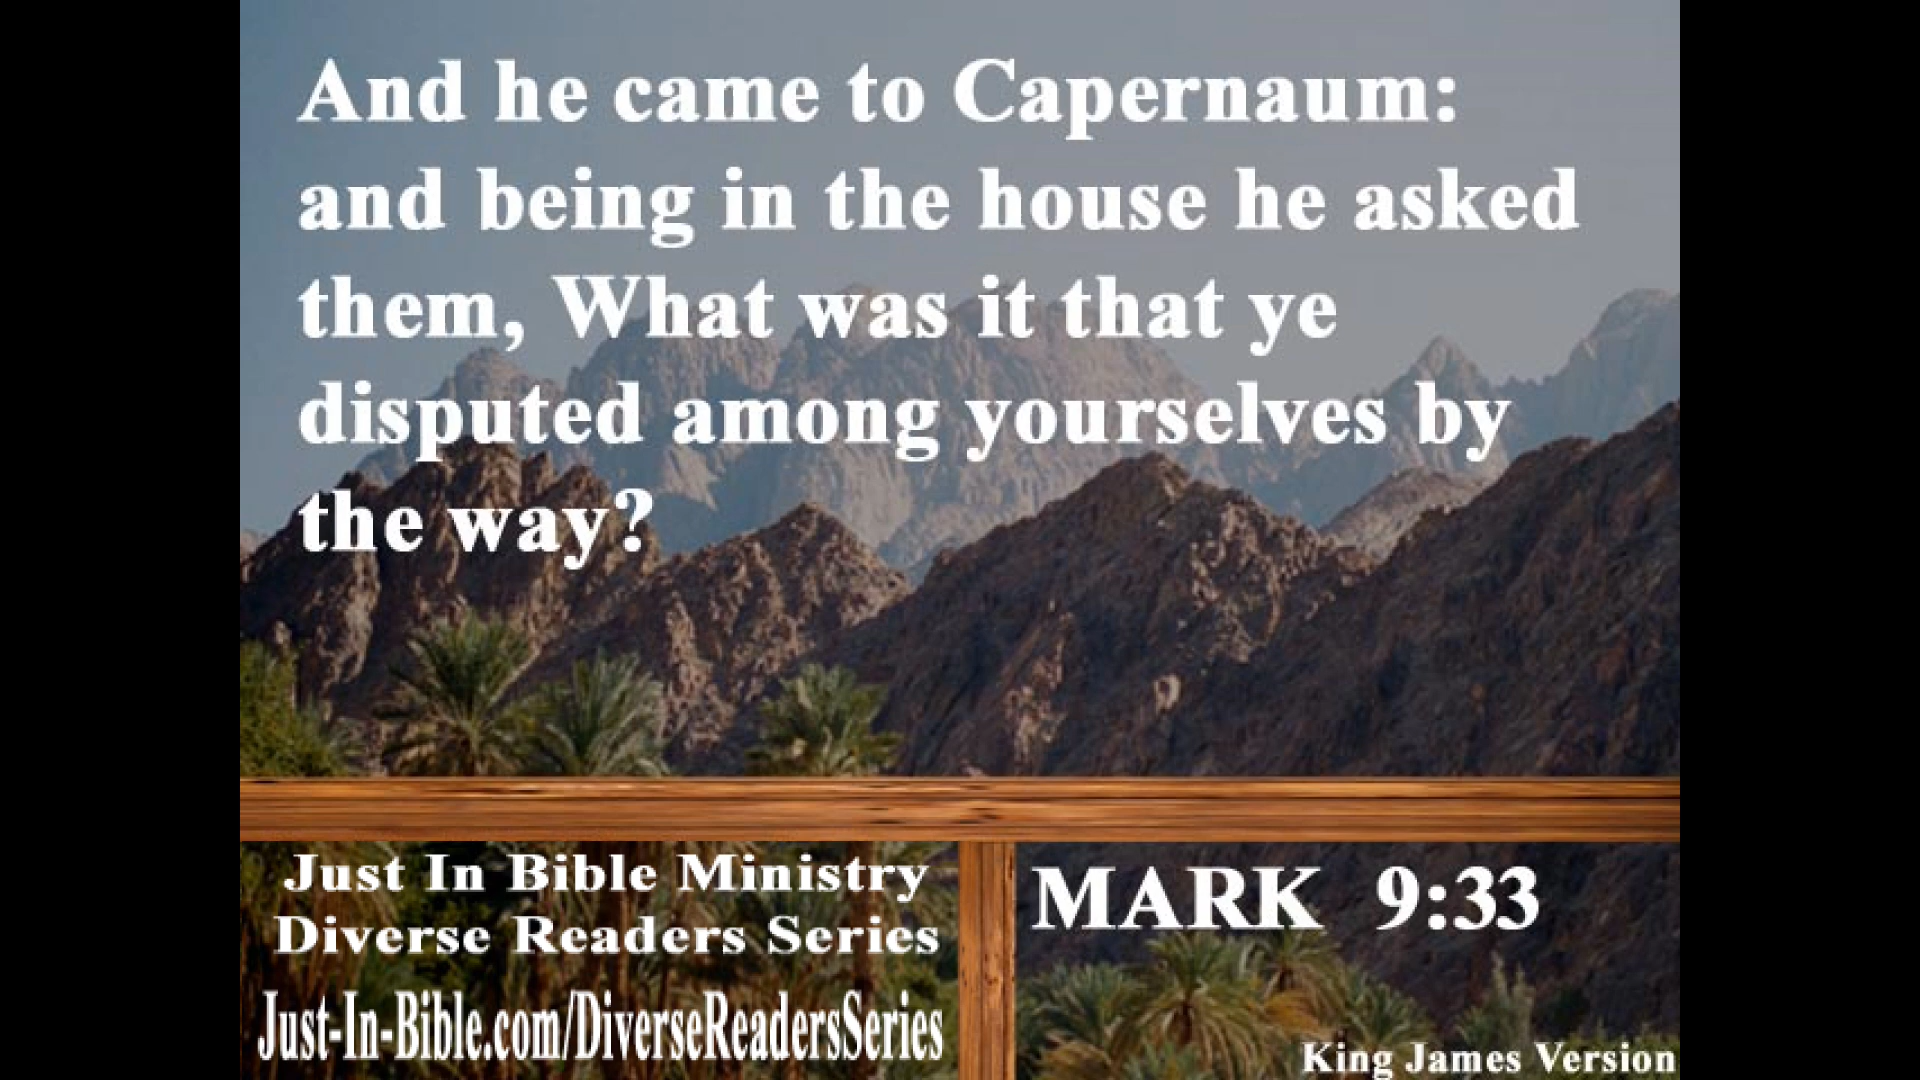 And he came to Capernaum:
and being in the house he asked
them, What was it that ye
disputed among yourselves by
the way?
Just In Bible Ministry
Diverse Readers Series
Just-In-Bible.com/DiverseReadersSeries
MARK 9:33
King James Version